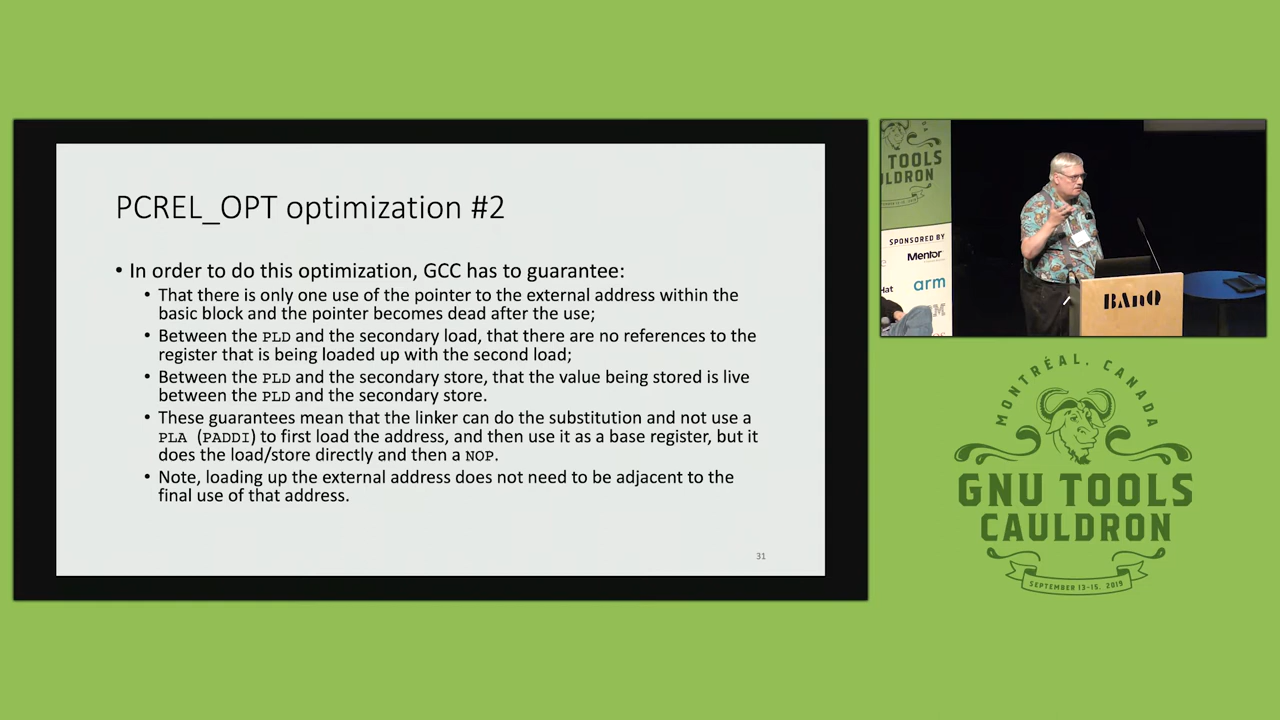 PCREL_OPT optimization #2
• In order to do this optimization, GCC has to guarantee:
• That there is only one use of the pointer to the external address within the
basic block and the pointer becomes dead after the use;
• Between the PLD and the secondary load, that there are no references to the
register that is being loaded up with the second load;
• Between the PLD and the secondary store, that the value being stored is live
between the PLD and the secondary store.
• These guarantees mean that the linker can do the substitution and not use a
PLA (PADDI) to first load the address, and then use it as a base register, but it
does the load/store directly and then a NOP.
• Note, loading up the external address does not need to be adjacent to the
final use of that address.
31
TOOLS
SPONSORED BY
Mentor
arm
BAnQ
MONTRÉAL, CANADA
GNU TOOLS
CAULDRON
SEPTEMBER 13-15, 2019